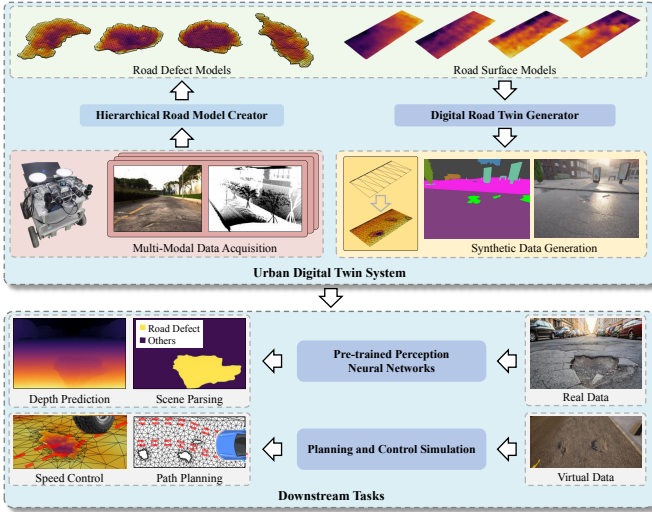 Road Defect Models
Road Surface Models
Hierarchical Road Model Creator
Digital Road Twin Generator
Multi-Modal Data Acquisition
Synthetic Data Generation
Urban Digital Twin System
Road Defect
Others
Depth Prediction
Scene Parsing
Pre-trained Perception
Neural Networks
Real Data
Speed Control
Path Planning
Planning and Control Simulation
Virtual Data
Downstream Tasks